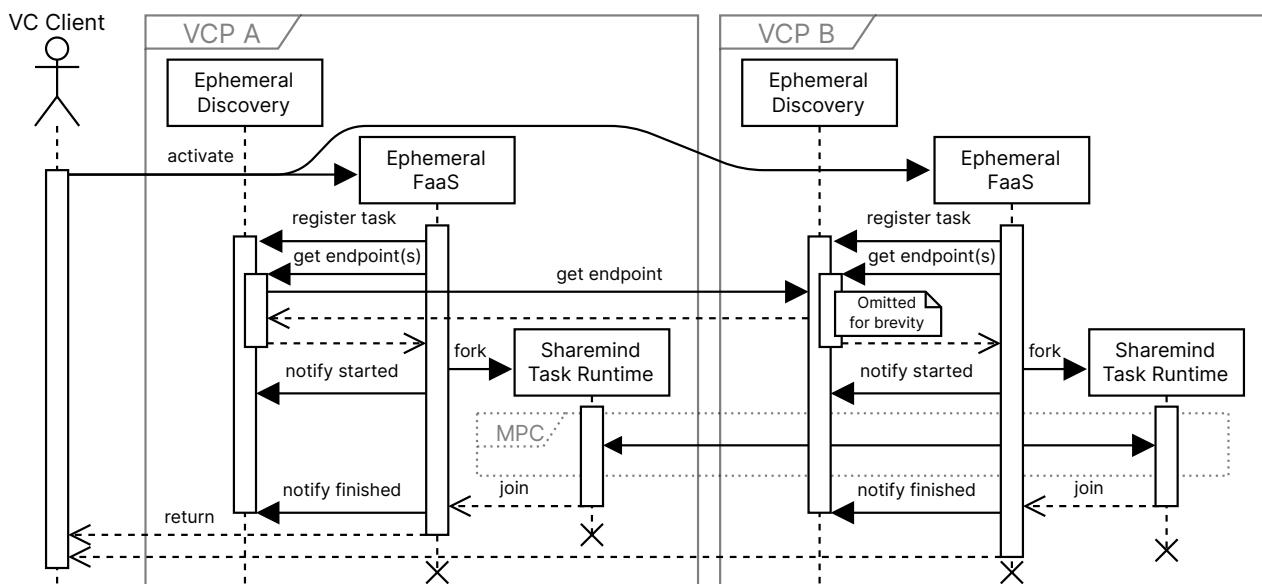 VC Client
VCP A
VCP B
Ephemeral
Discovery
Ephemeral
Discovery
activate
Ephemeral
FaaS
Ephemeral
FaaS
register task
register task
get endpoint(s)
get endpoint(s)
get endpoint
Omitted
for brevity
fork
Sharemind
Task Runtime
fork
Sharemind
Task Runtime
notify started
notify started
MPC
notify finished
join
notify finished
join
return